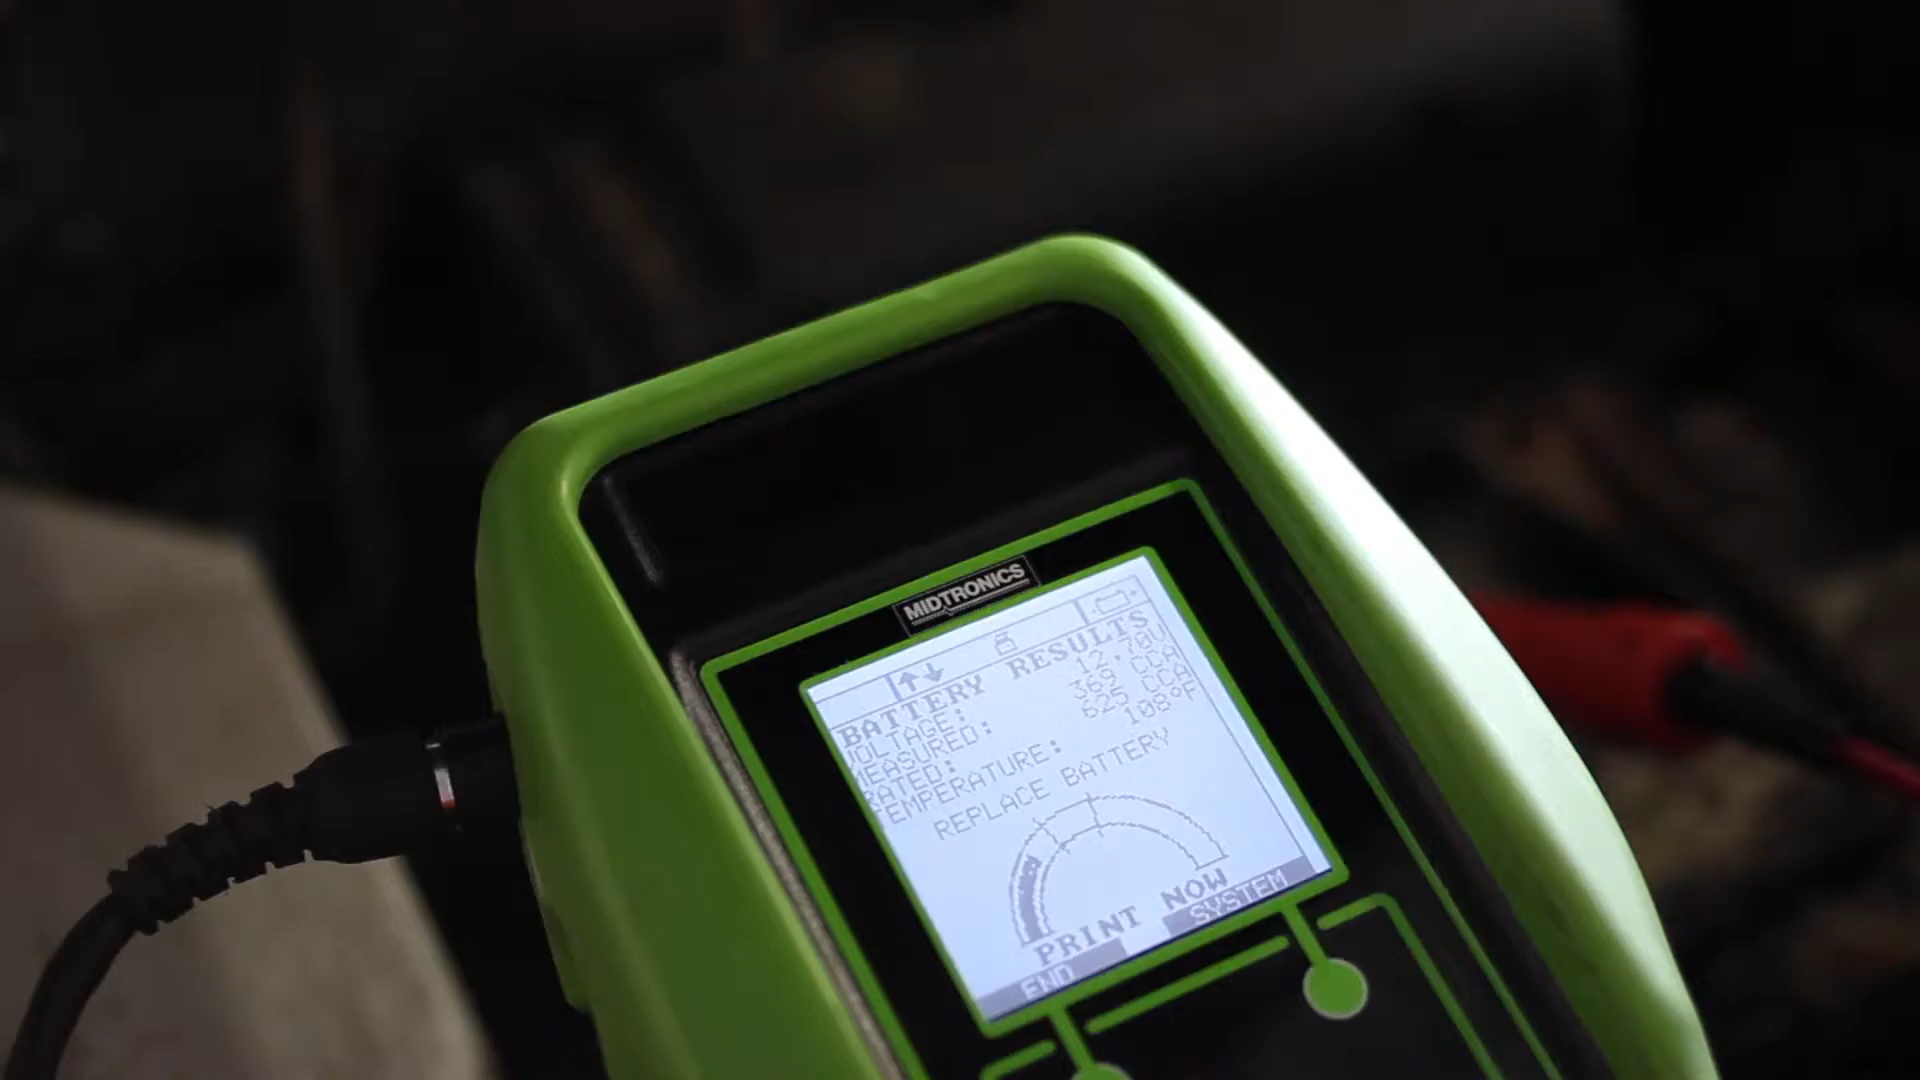 MIDTRONICS
BATTERY RESULTS
VOLTAGE: 12.70V
MEASURED: 369 CCA
RATED: 625 CCA
TEMPERATURE: 108°F
REPLACE BATTERY
PRINT NOW
END SYSTEM